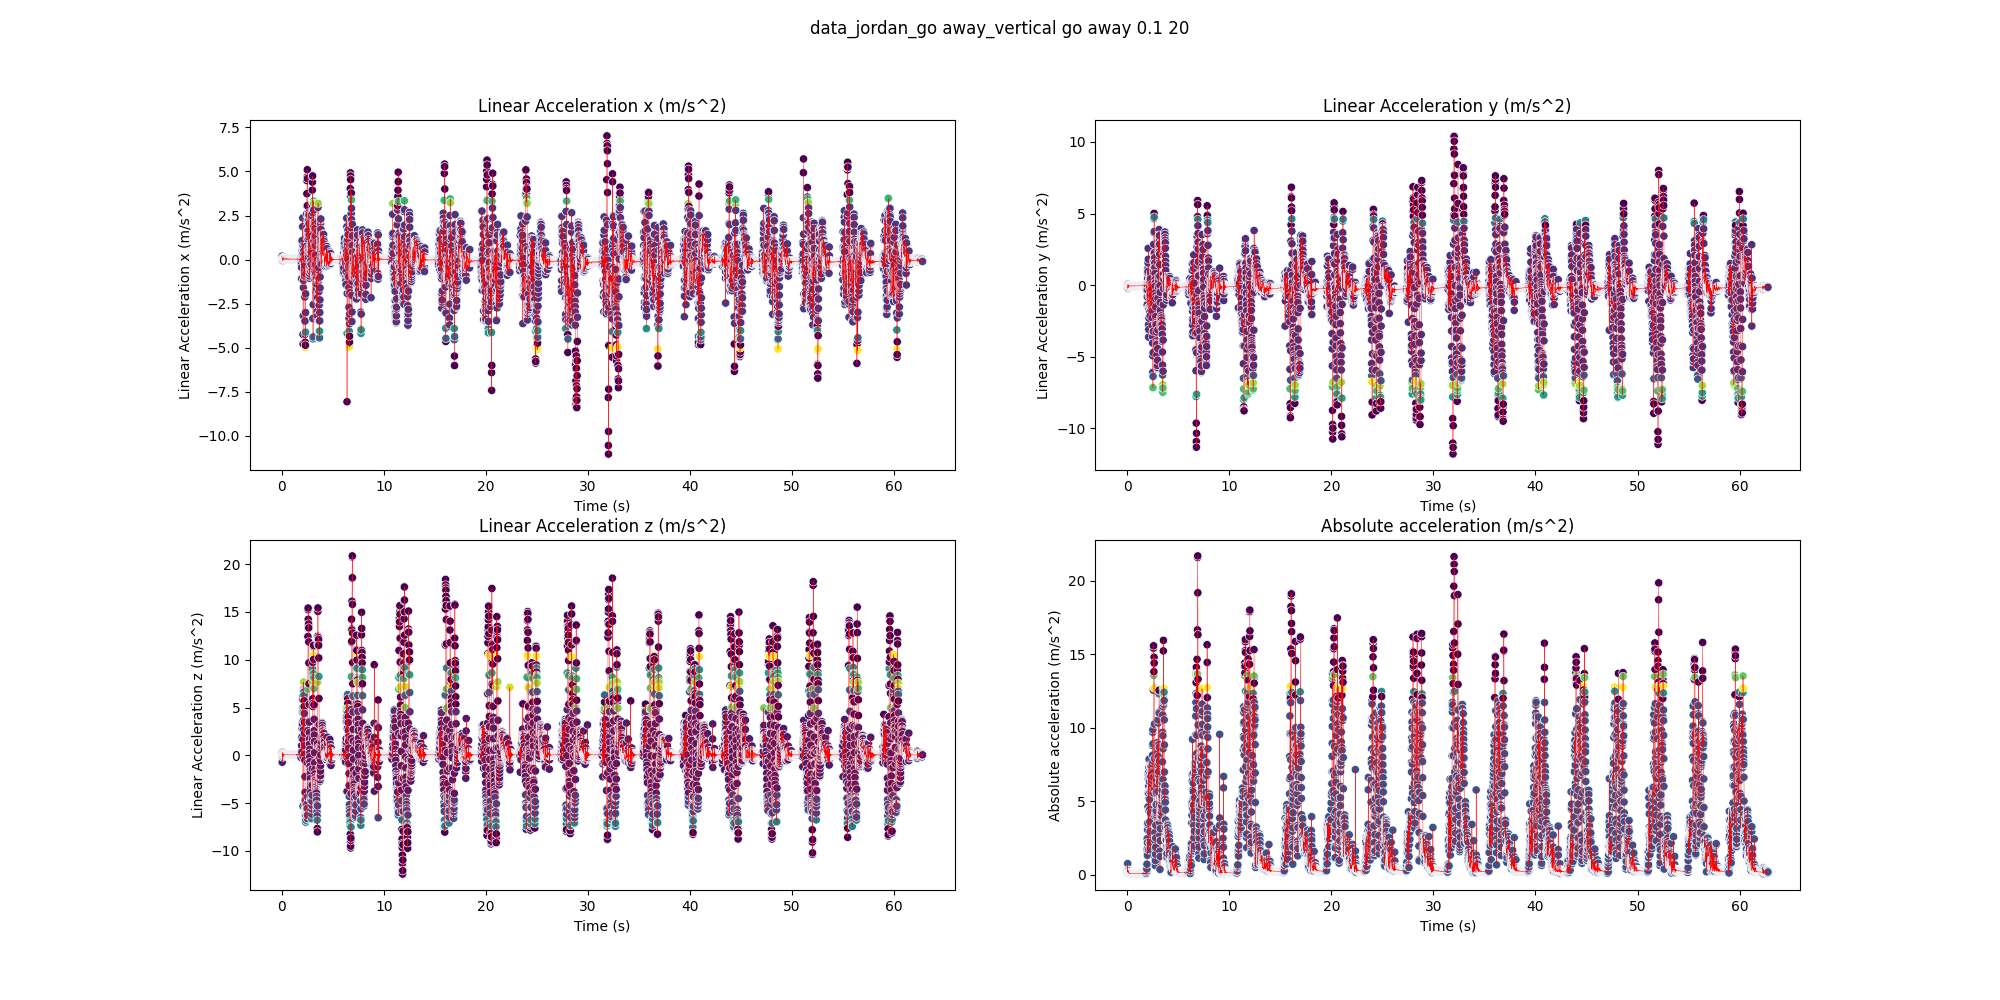 data_jordan_go away_vertical go away 0.1 20
Linear Acceleration x (m/s^2)
Linear Acceleration x (m/s^2)
7.5
5.0
2.5
0.0
−2.5
−5.0
−7.5
−10.0
0 10 20 30 40 50 60
Time (s)
Linear Acceleration y (m/s^2)
Linear Acceleration y (m/s^2)
10
5
0
−5
−10
0 10 20 30 40 50 60
Time (s)
Linear Acceleration z (m/s^2)
Linear Acceleration z (m/s^2)
20
15
10
5
0
−5
−10
0 10 20 30 40 50 60
Time (s)
Absolute acceleration (m/s^2)
Absolute acceleration (m/s^2)
20
15
10
5
0
0 10 20 30 40 50 60
Time (s)